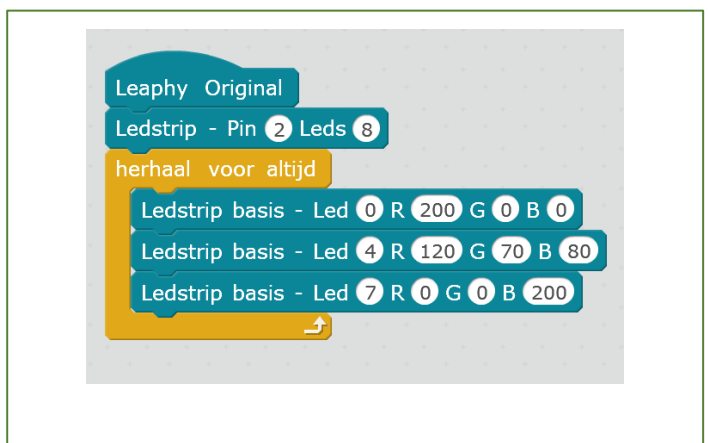 Leaphy Original
Ledstrip - Pin 2 Leds 8
herhaal voor altijd
Ledstrip basis - Led 0 R 200 G 0 B 0
Ledstrip basis - Led 4 R 120 G 70 B 80
Ledstrip basis - Led 7 R 0 G 0 B 200